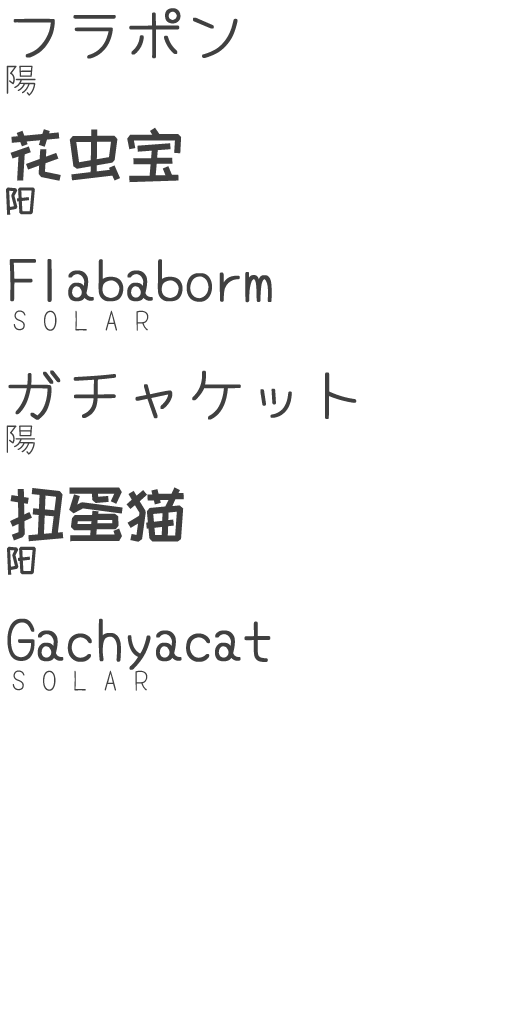 フラポン
陽
花虫宝
阳
Flababorm
SOLAR
ガチャケット
陽
扭蛋猫
阳
Gachyacat
SOLAR